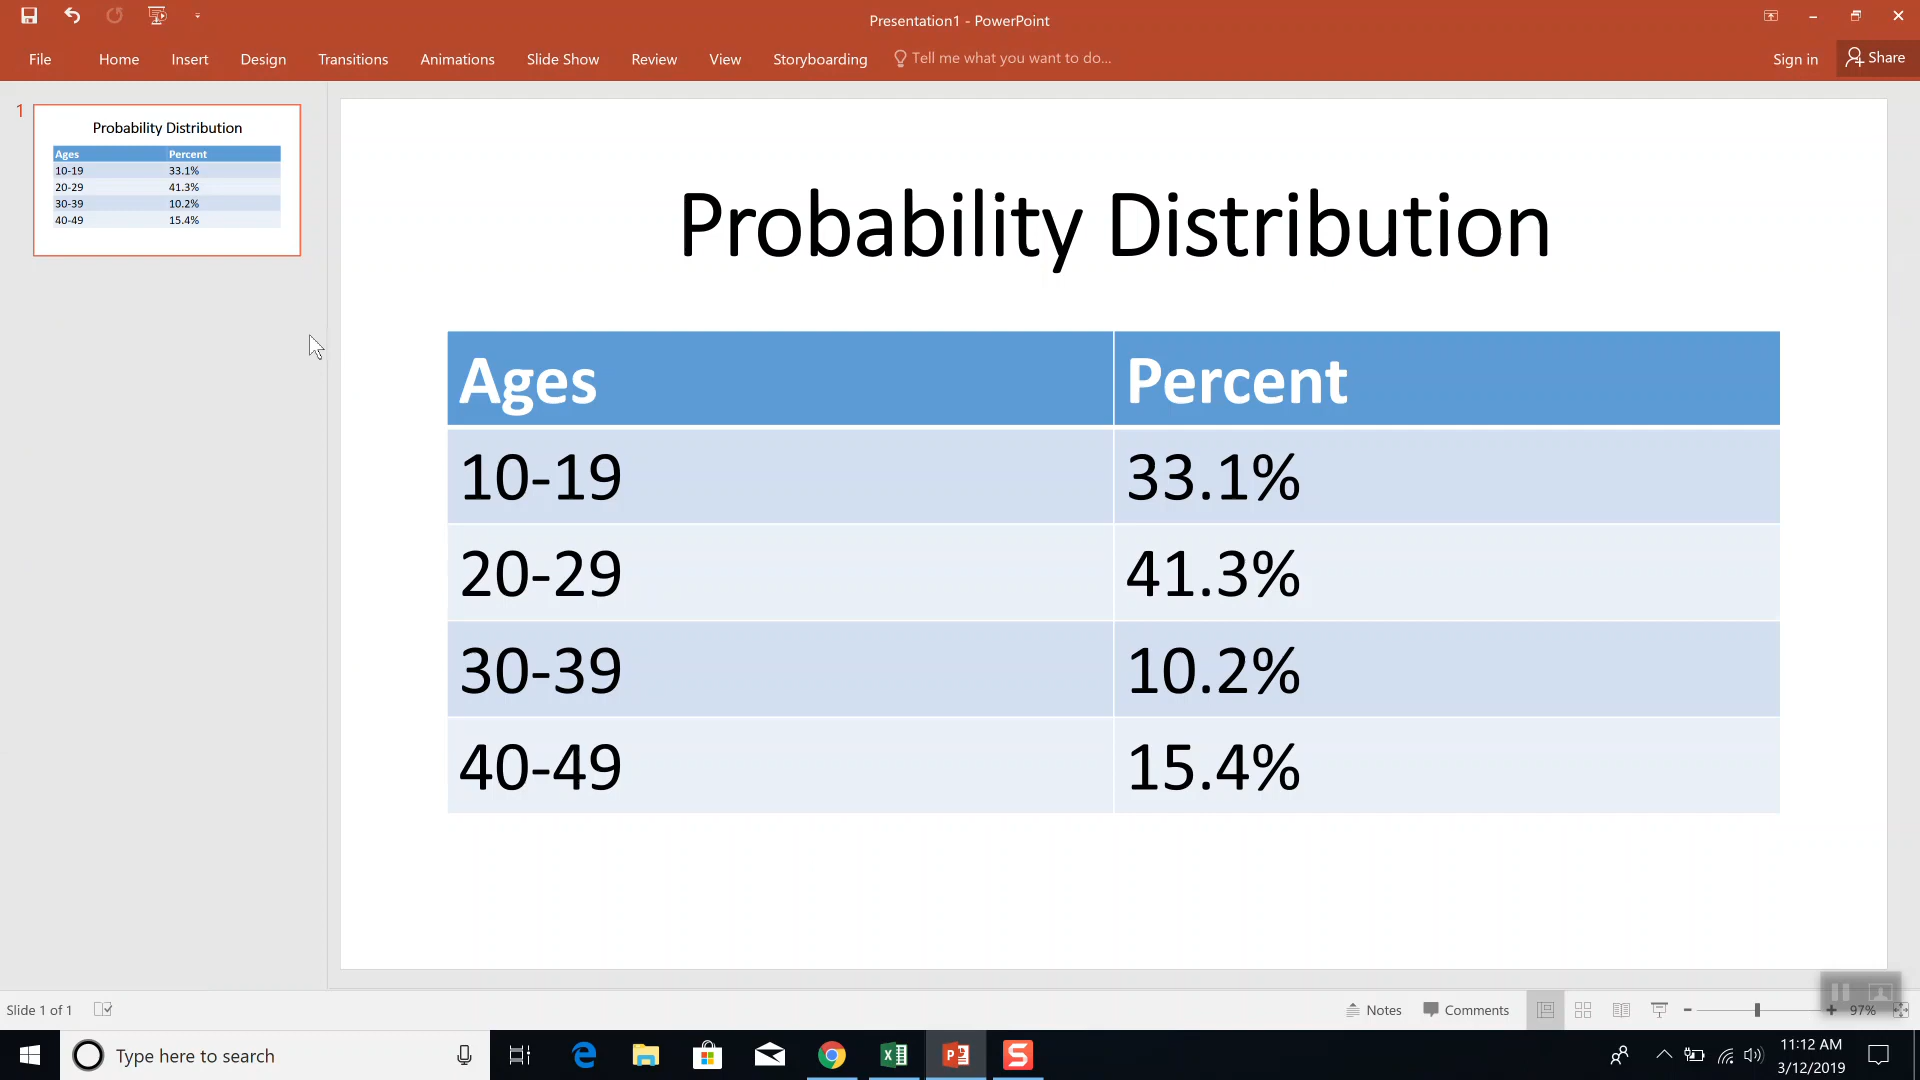 Presentation1 - PowerPoint
File Home Insert Design Transitions Animations Slide Show Review View Storyboarding Tell me what you want to do... Sign in Share
1
Probability Distribution
Ages Percent
10-19 33.1%
20-29 41.3%
30-39 10.2%
40-49 15.4%
Probability Distribution
Ages Percent
10-19 33.1%
20-29 41.3%
30-39 10.2%
40-49 15.4%
Slide 1 of 1 Notes Comments 97%
Type here to search
11:12 AM
3/12/2019